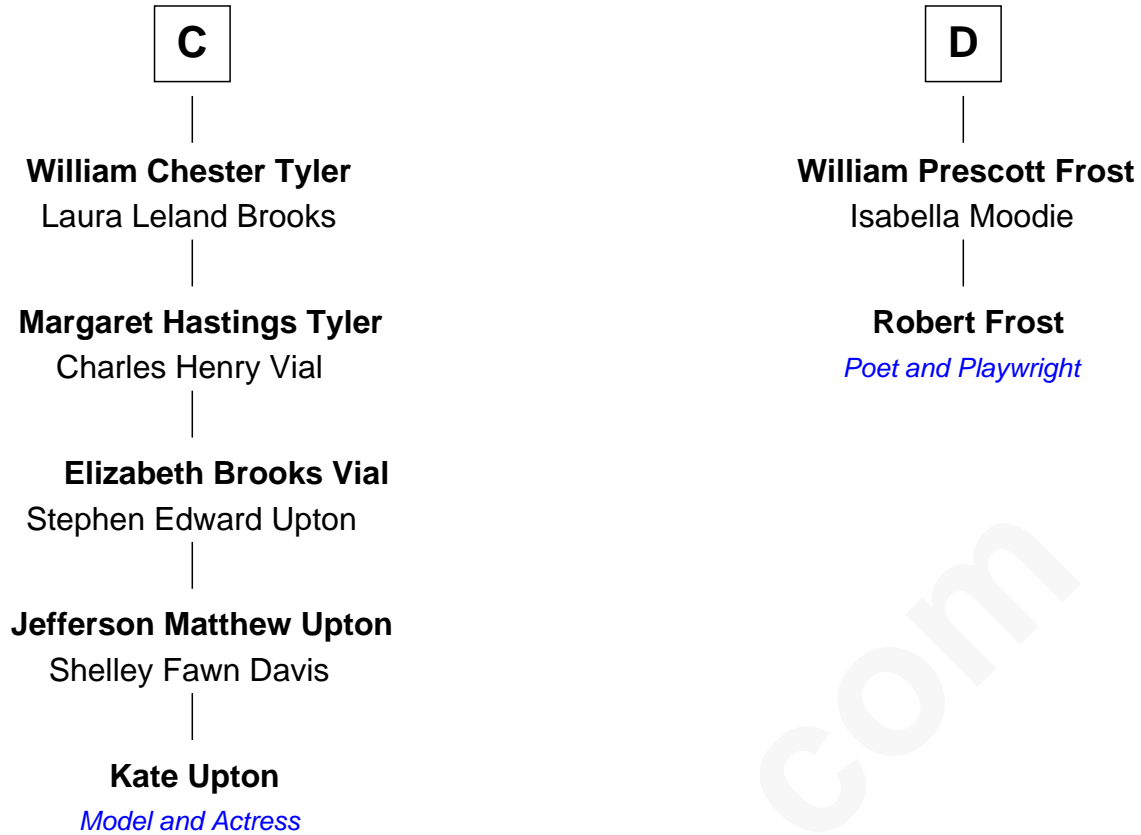 C
William Chester Tyler
Laura Leland Brooks
Margaret Hastings Tyler
Charles Henry Vial
Elizabeth Brooks Vial
Stephen Edward Upton
Jefferson Matthew Upton
Shelley Fawn Davis
Kate Upton
Model and Actress
D
William Prescott Frost
Isabella Moodie
Robert Frost
Poet and Playwright
com